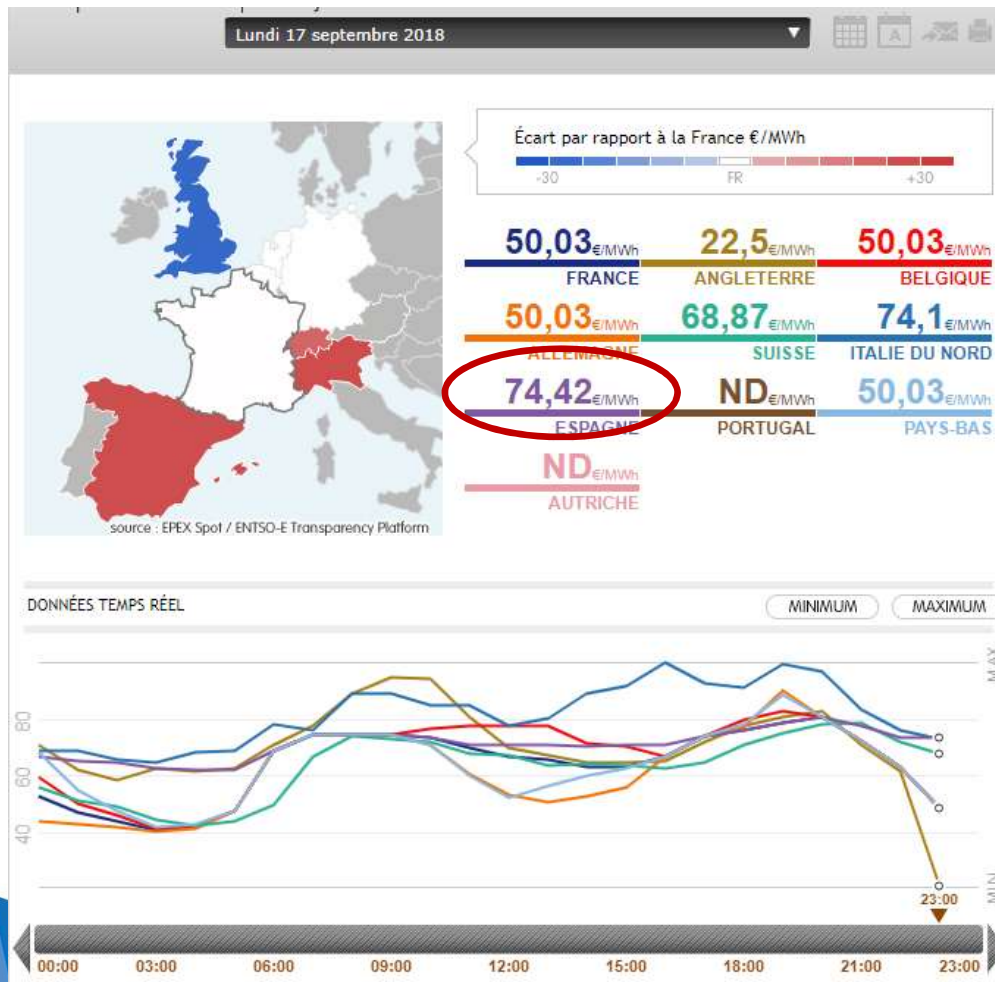 Lundi 17 septembre 2018
A
Écart par rapport à la France €/MWh
-30 FR +30
50,03€/MWh 22,5€/MWh 50,03€/MWh
FRANCE ANGLETERRE BELGIQUE
50,03€/MWh 68,87€/MWh 74,1€/MWh
ALLEMAGNE SUISSE ITALIE DU NORD
74,42€/MWh ND€/MWh 50,03€/MWh
ESPAGNE PORTUGAL PAYS-BAS
ND€/MWh
AUTRICHE
source : EPEX Spot / ENTSO-E Transparency Platform
DONNÉES TEMPS RÉEL MINIMUM MAXIMUM
MAX
80
60
40
MIN
23:00
00:00 03:00 06:00 09:00 12:00 15:00 18:00 21:00 23:00